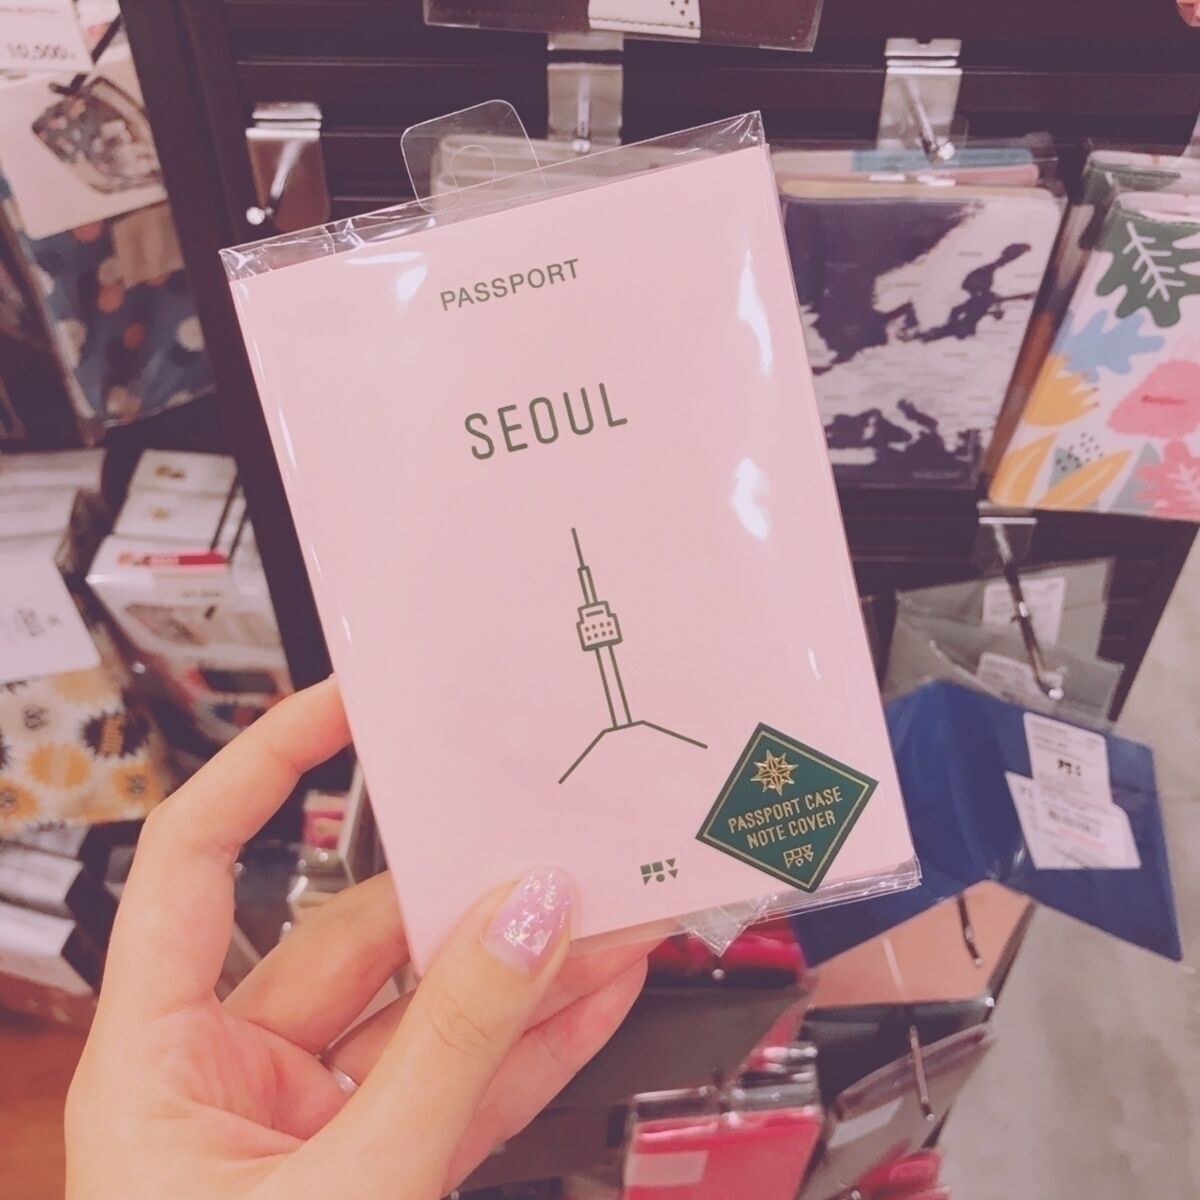 10,500
PASSPORT
SEOUL
PASSPORT CASE
NOTE COVER